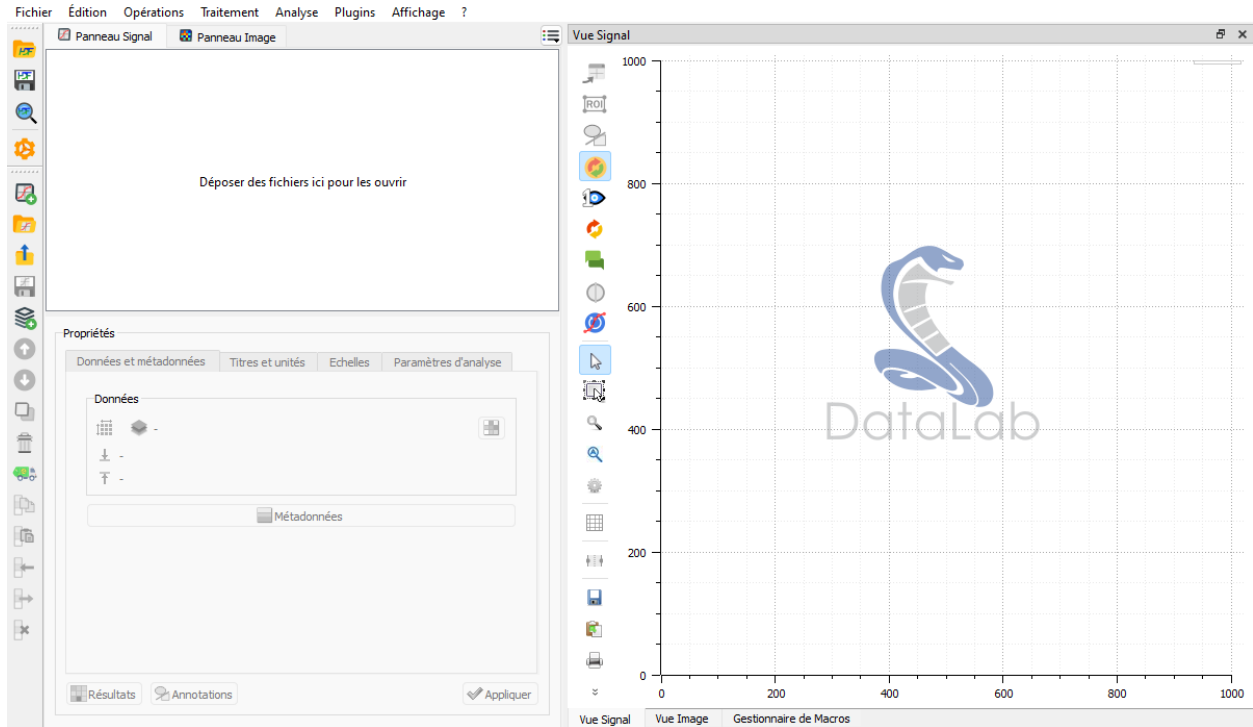 Fichier Édition Opérations Traitement Analyse Plugins Affichage ?
Panneau Signal Panneau Image
Déposer des fichiers ici pour les ouvrir
Propriétés
Données et métadonnées Titres et unités Echelles Paramètres d'analyse
Données
-
-
-
Métadonnées
Résultats Annotations Appliquer
Vue Signal
ROI
1000
800
600
400
200
0
0 200 400 600 800 1000
DataLab
Vue Signal Vue Image Gestionnaire de Macros